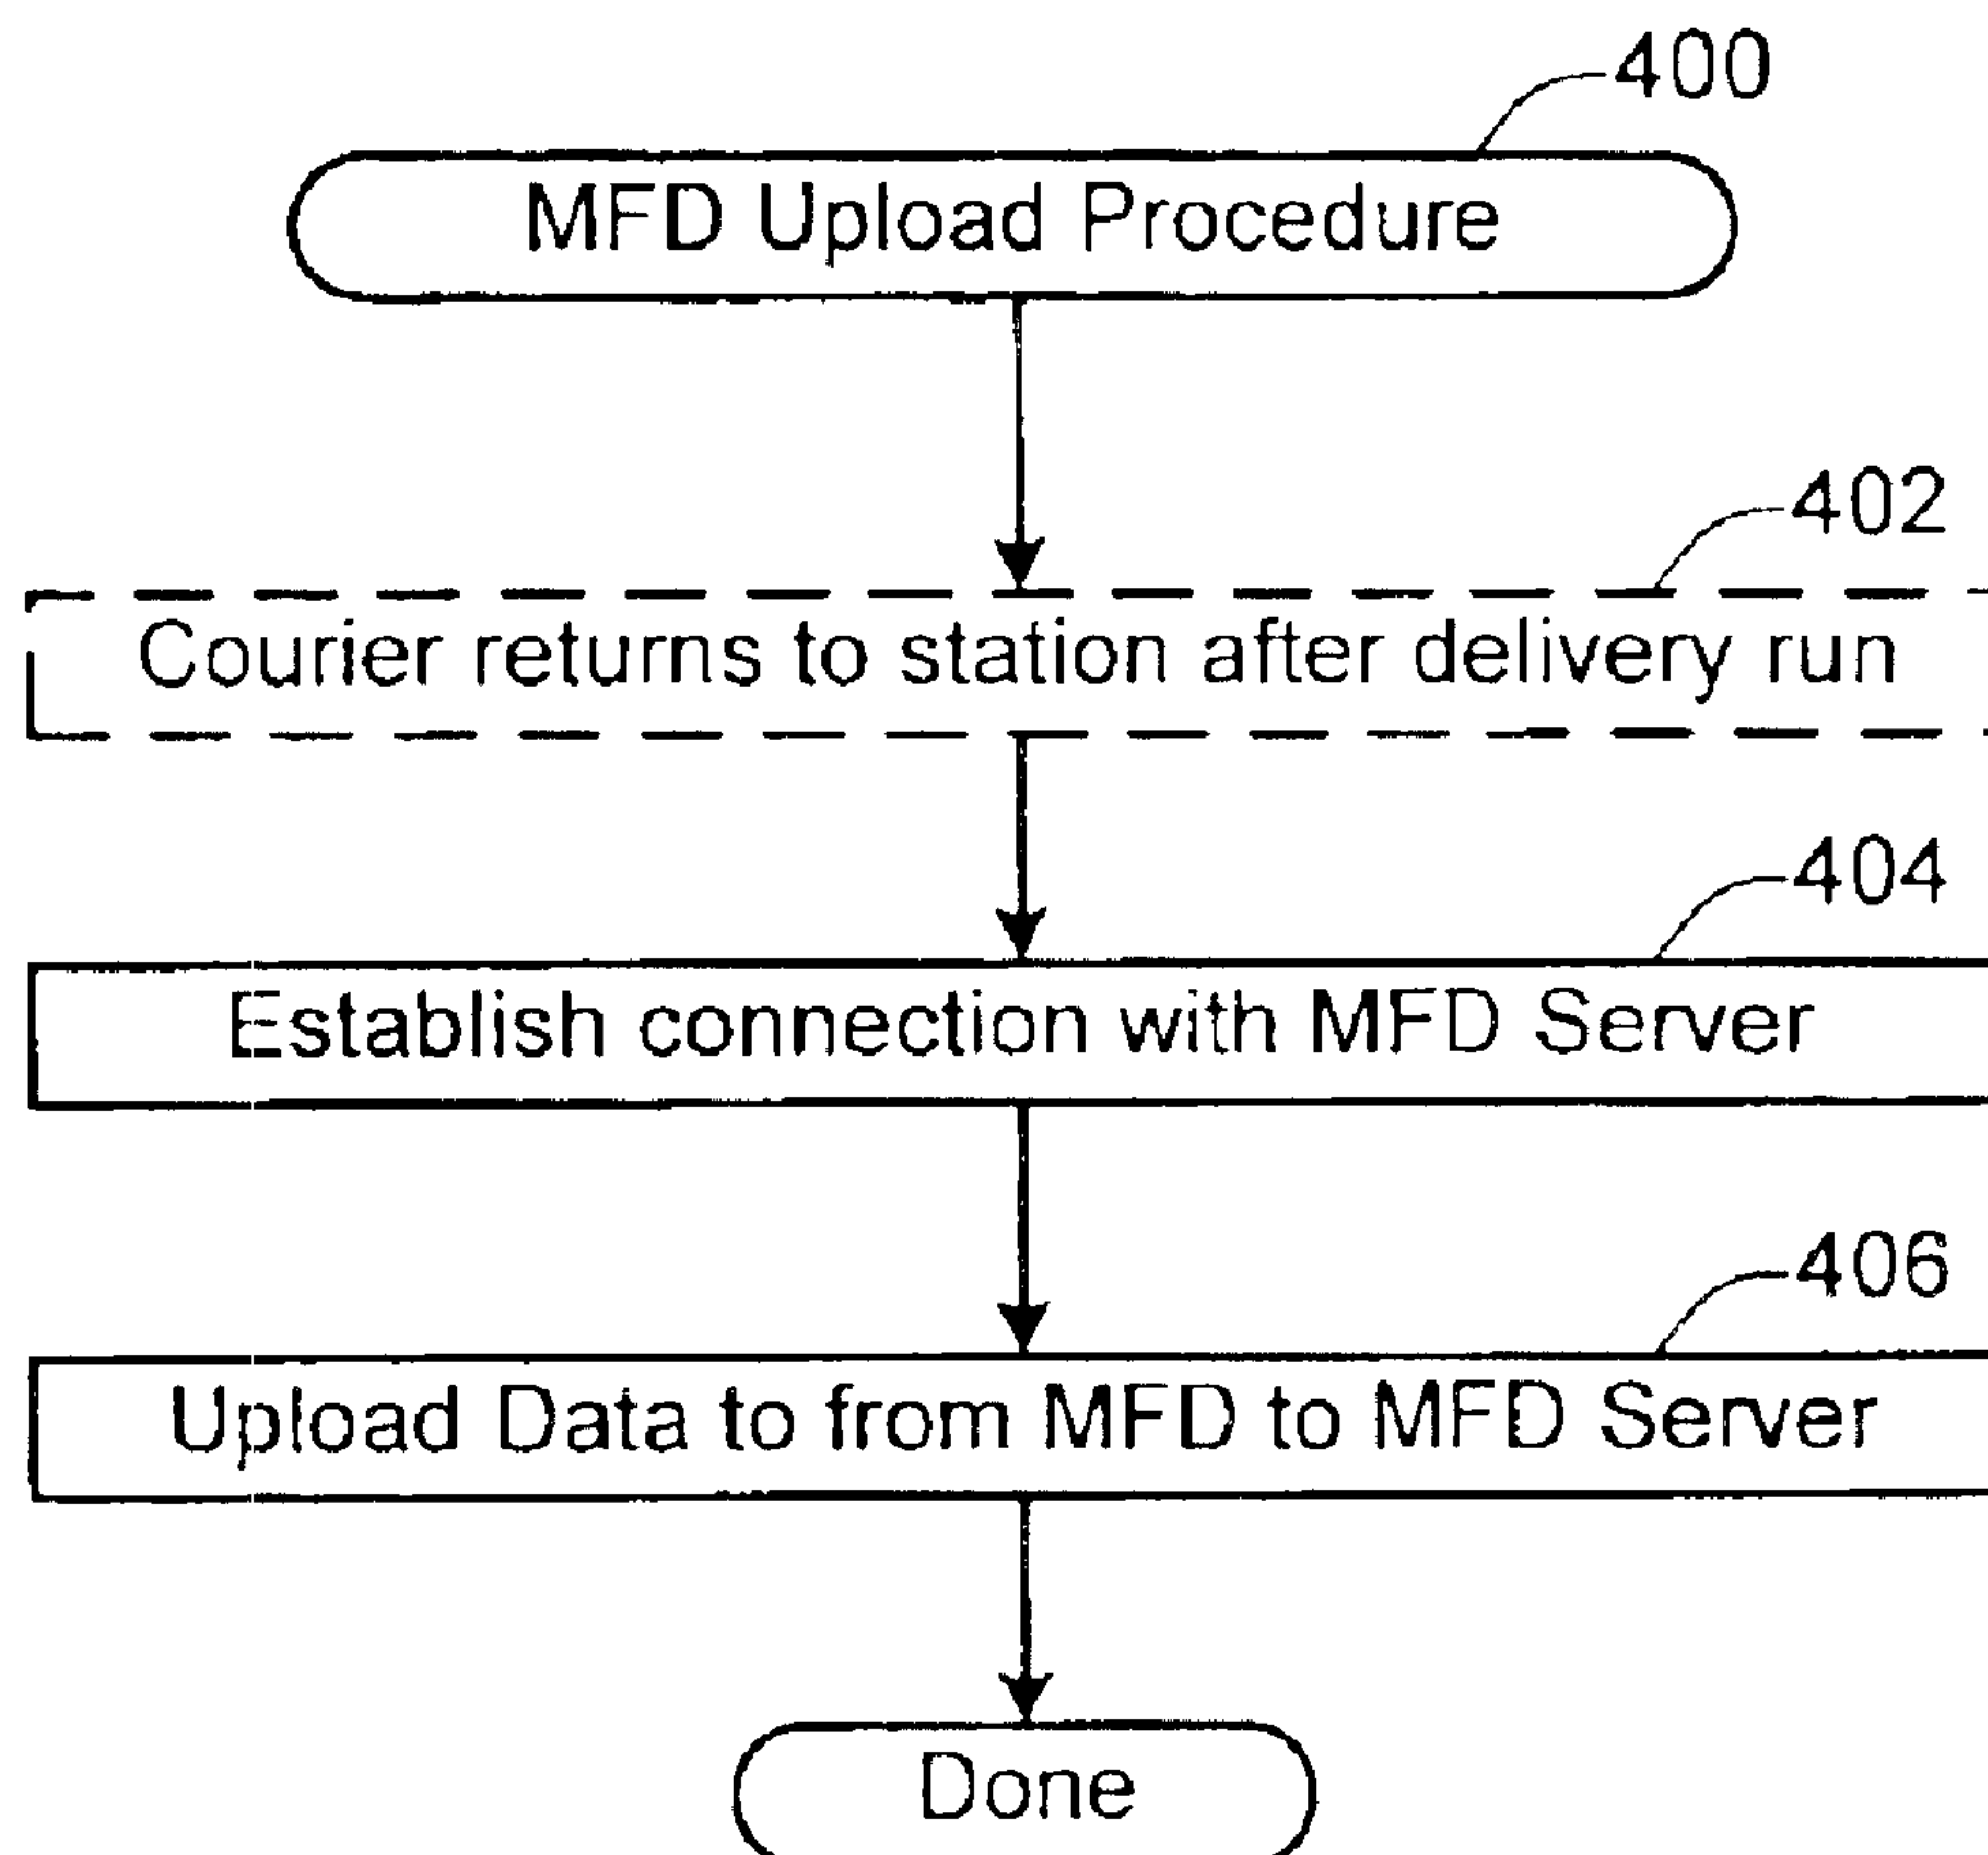 400
MFD Upload Procedure
402
Courier returns to station after delivery run
404
Establish connection with MFD Server
406
Upload Data to from MFD to MFD Server
Done